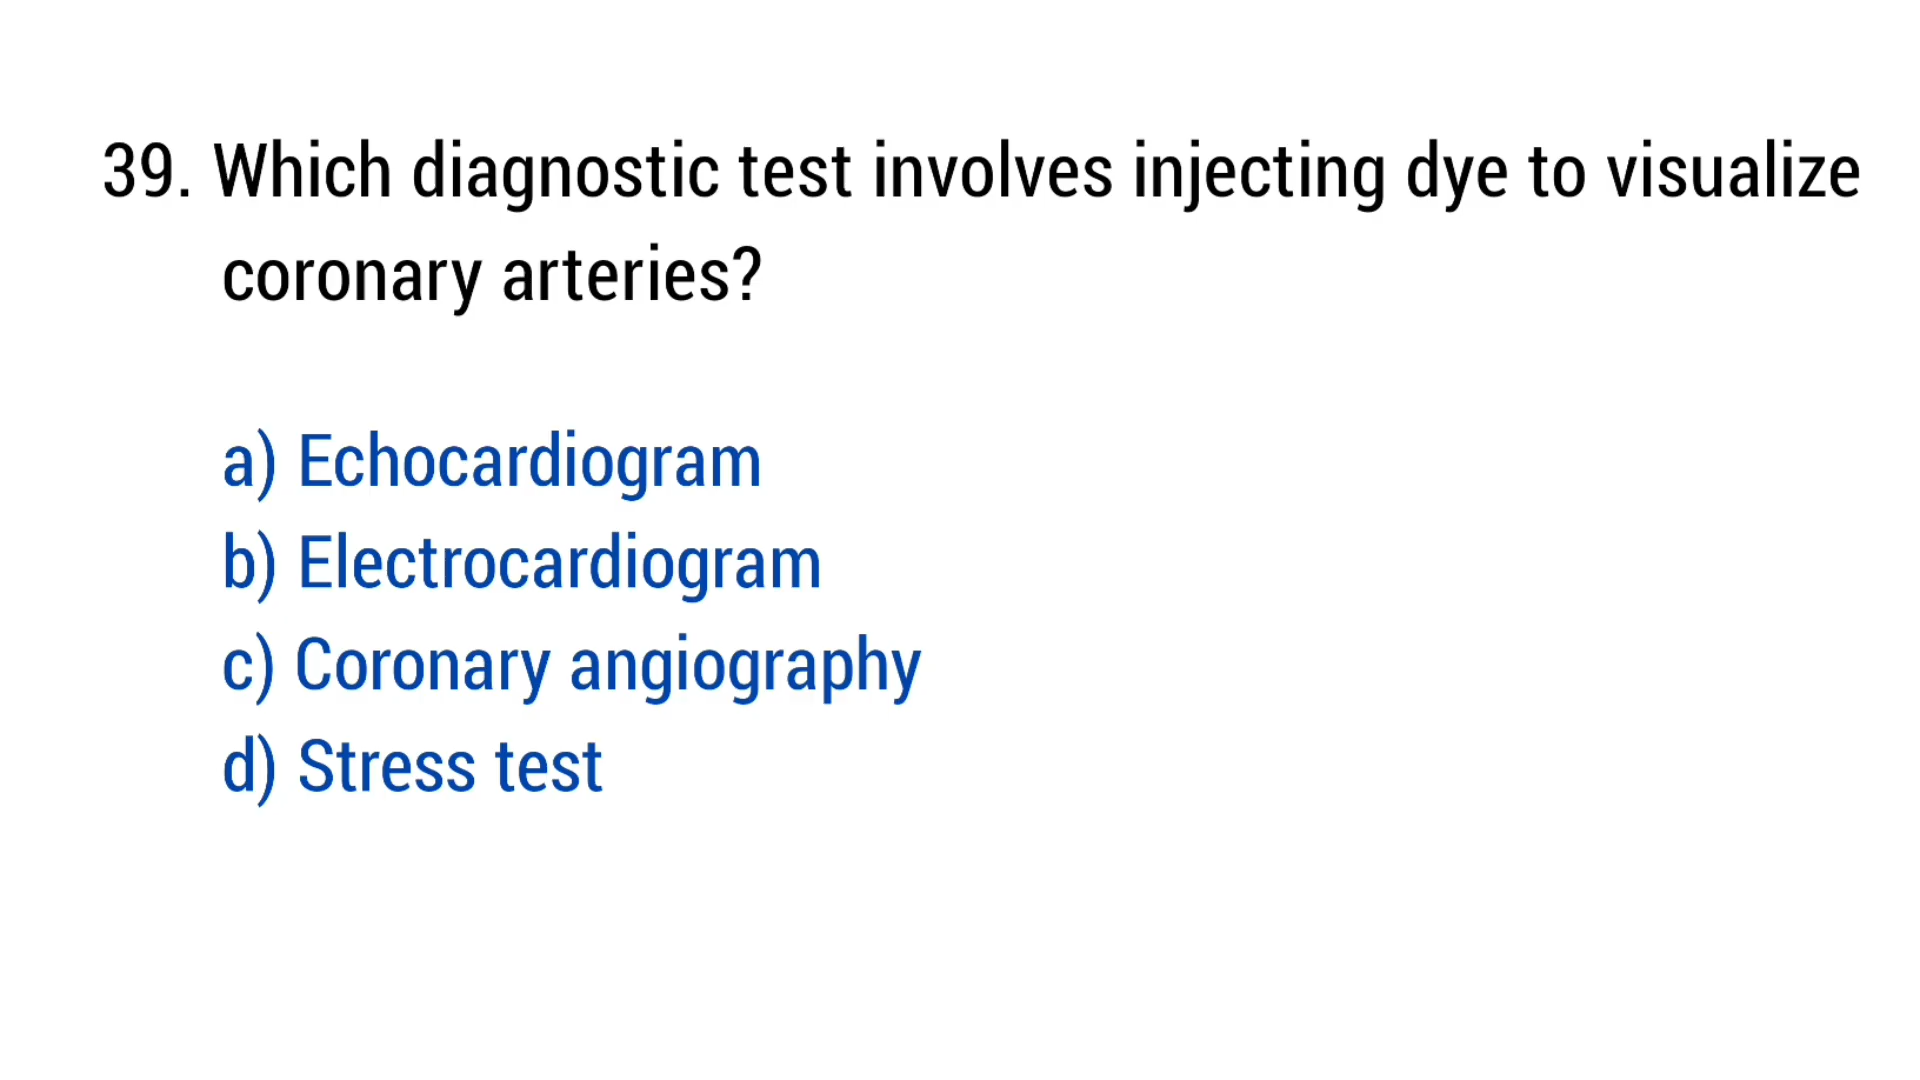 39. Which diagnostic test involves injecting dye to visualize
coronary arteries?
a) Echocardiogram
b) Electrocardiogram
c) Coronary angiography
d) Stress test